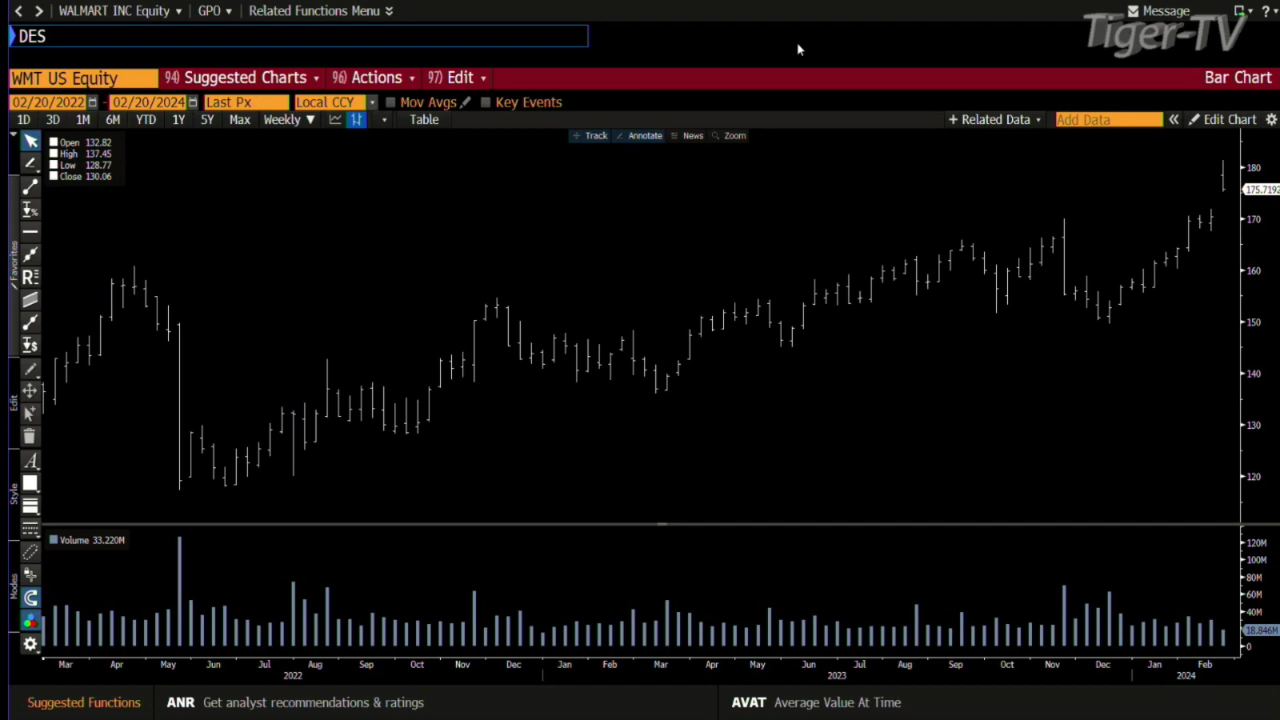 WALMART INC Equity GPO Related Functions Menu Message ?
Tiger-TV
DES
WMT US Equity 94) Suggested Charts 96) Actions 97) Edit Bar Chart
02/20/2022 - 02/20/2024 Last Px Local CCY Mov Avgs Key Events
1D 3D 1M 6M YTD 1Y 5Y Max Weekly ▼ Table + Related Data Add Data « Edit Chart
Track Annotate News Zoom
Open 132.82
High 137.45
Low 128.77
Close 130.06
180
175.7192
170
160
150
140
130
120
Favorites
Edit
Style
Modes
Volume 33.220M
120M
100M
80M
60M
40M
18.846M
0
Mar Apr May Jun Jul Aug Sep Oct Nov Dec Jan Feb Mar Apr May Jun Jul Aug Sep Oct Nov Dec Jan Feb
2022 2023 2024
Suggested Functions ANR Get analyst recommendations & ratings AVAT Average Value At Time